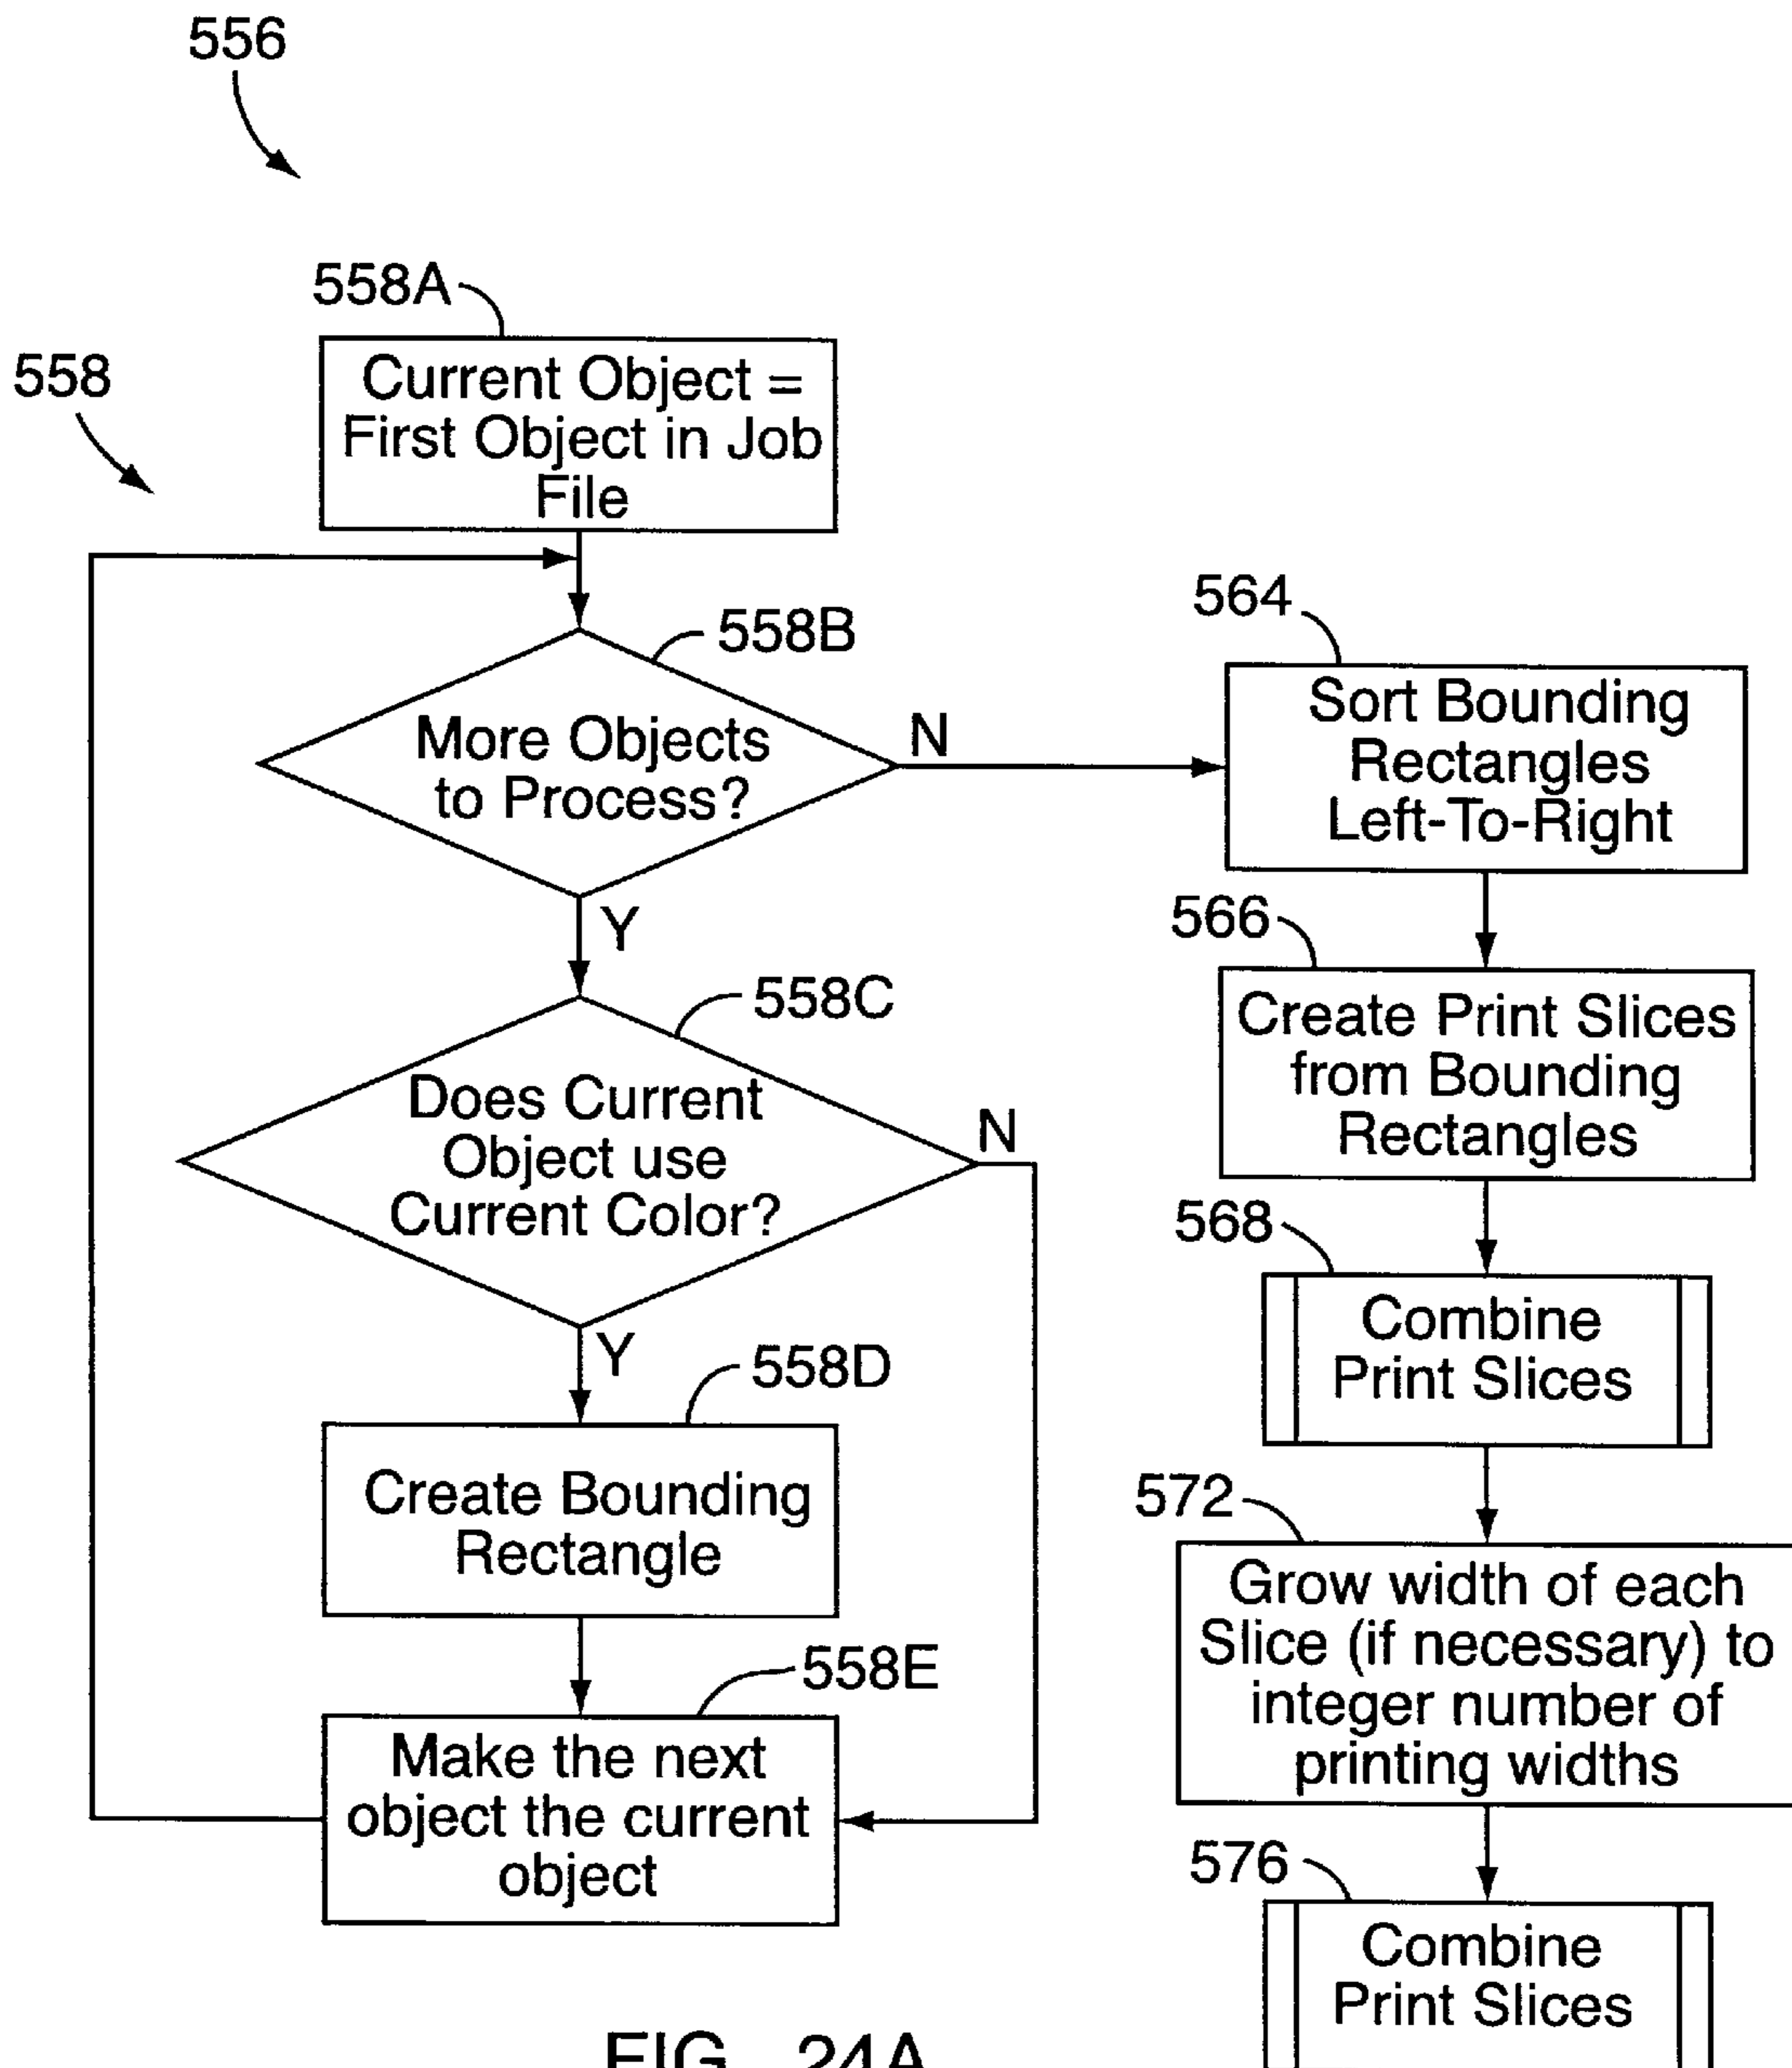 556
558A
558
Current Object =
First Object in Job
File
558B
More Objects
to Process?
N
Y
558C
Does Current
Object use
Current Color?
N
Y
558D
Create Bounding
Rectangle
558E
Make the next
object the current
object
564
Sort Bounding
Rectangles
Left-To-Right
566
Create Print Slices
from Bounding
Rectangles
568
Combine
Print Slices
572
Grow width of each
Slice (if necessary) to
integer number of
printing widths
576
Combine
Print Slices
FIG. 24A